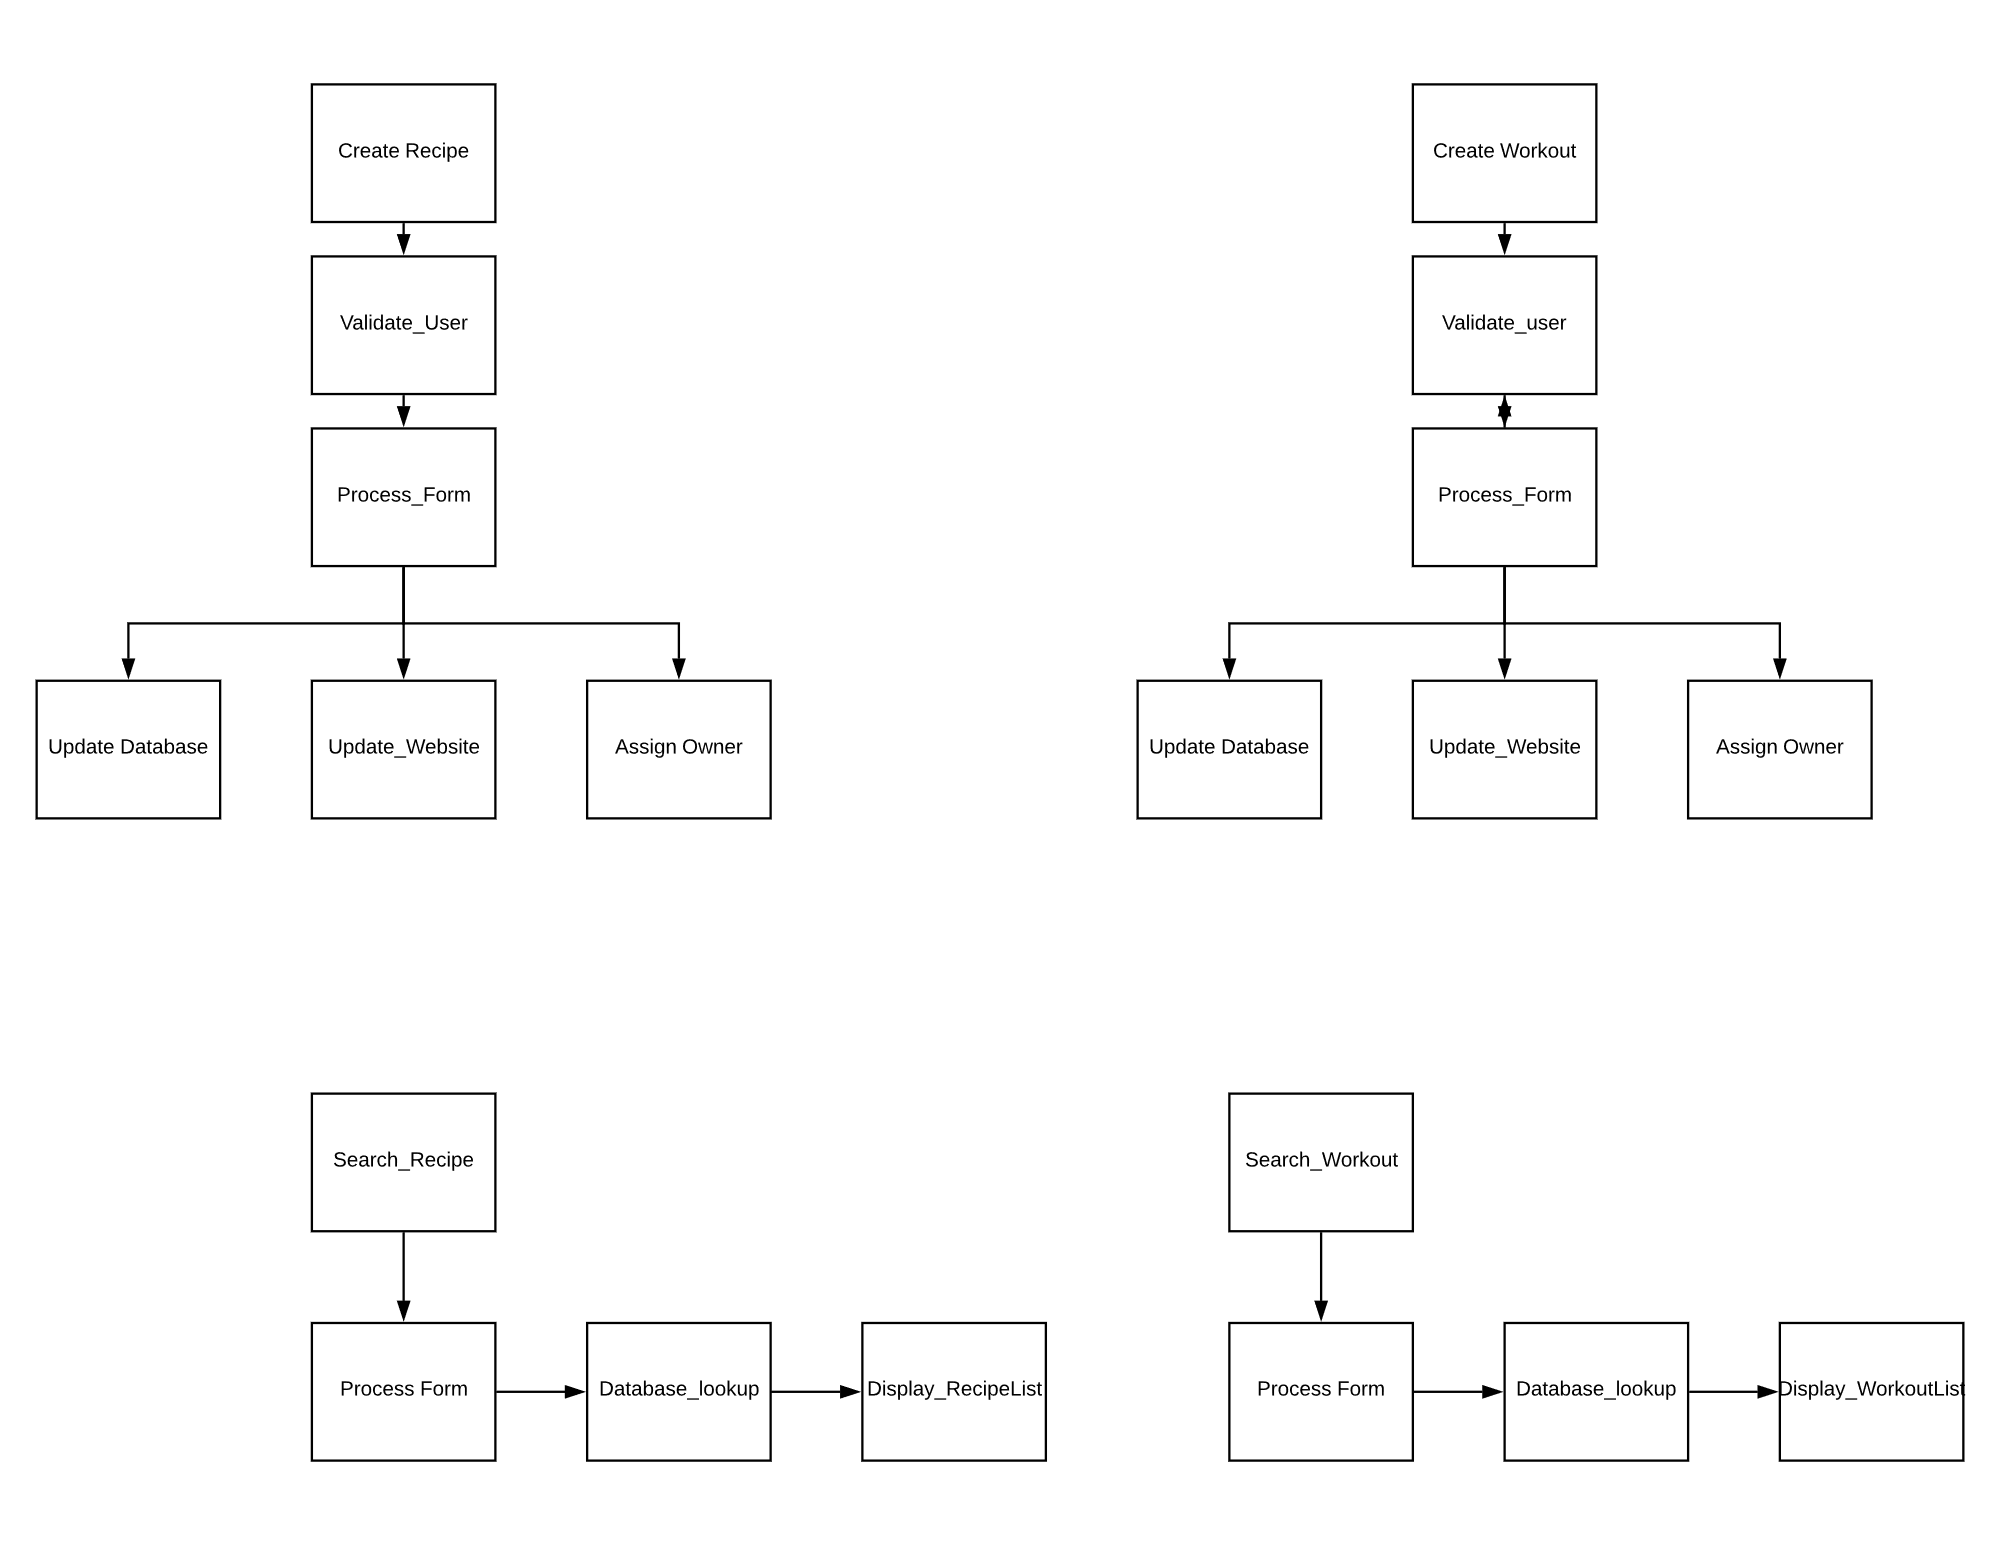 Create Recipe
Create Workout
Validate_User
Validate_user
Process_Form
Process_Form
Update Database
Update_Website
Assign Owner
Update Database
Update_Website
Assign Owner
Search_Recipe
Search_Workout
Process Form
Database_lookup
Display_RecipeList
Process Form
Database_lookup
Display_WorkoutList